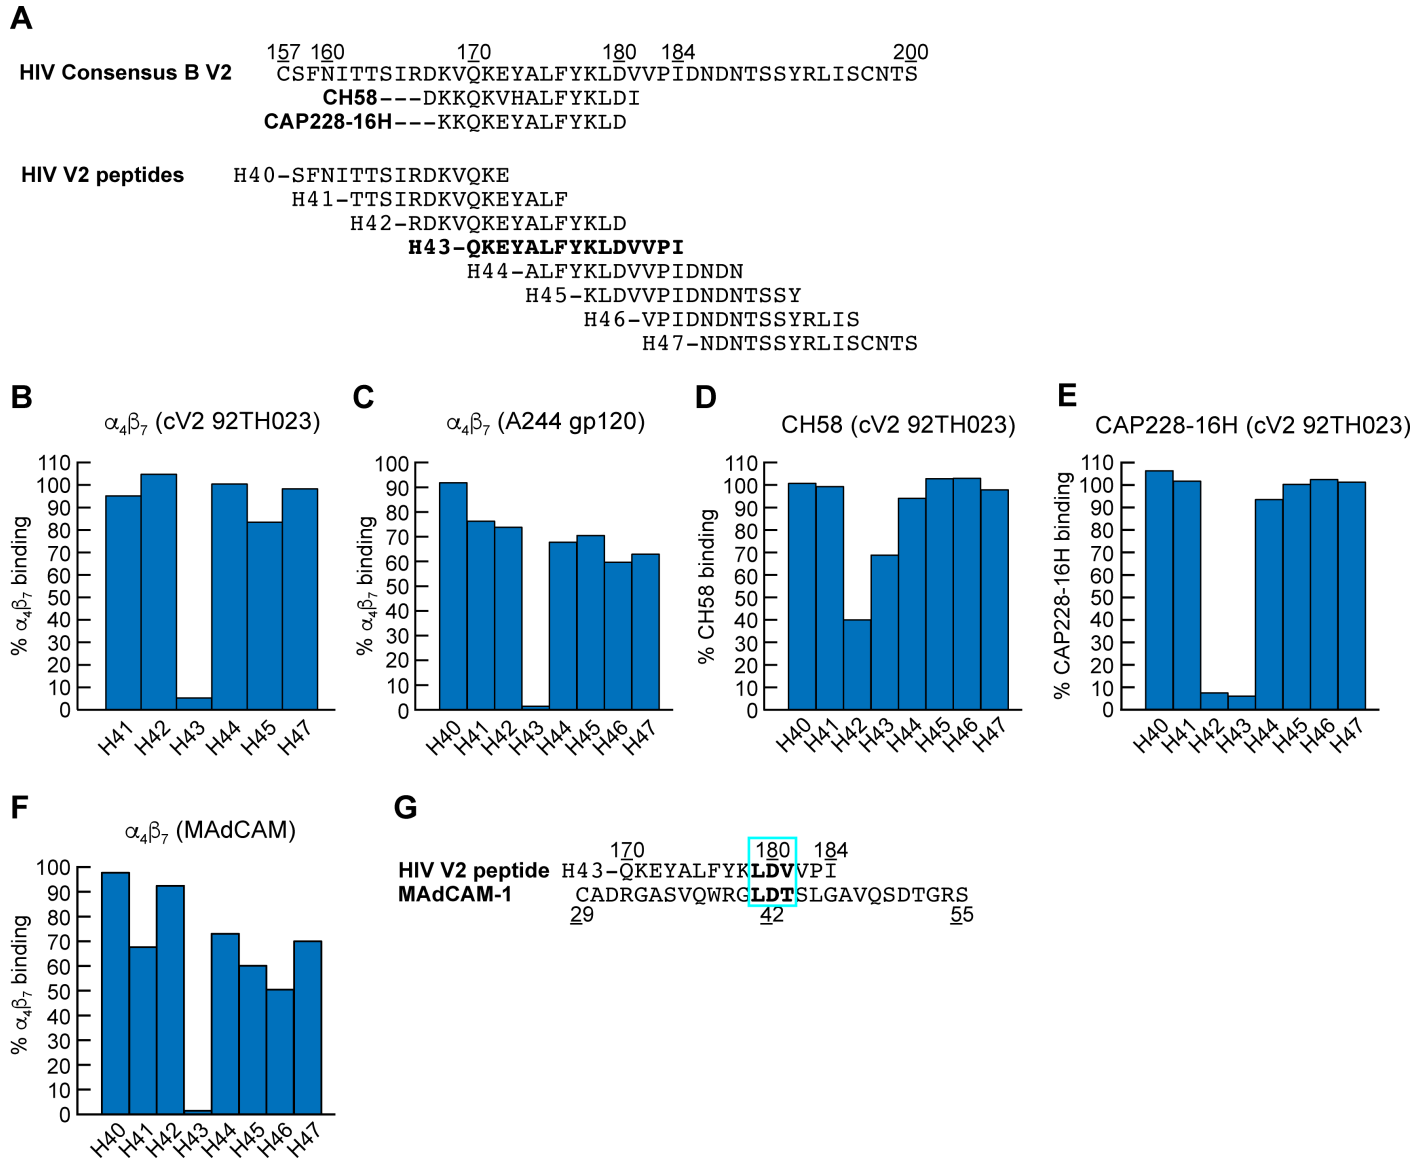 A
157 160 170 180 184 200
HIV Consensus B V2 CSFNITTSIRDKVQKEYALFYKLDVVPIDNDNTSSYRLISCNTS
CH58---DKKQKVHALFYKLDI
CAP228-16H---KKQKEYALFYKLD
HIV V2 peptides H40-SFNITTSIRDKVQKE
H41-TTSIRDKVQKEYALF
H42-RDKVQKEYALFYKLD
H43-QKEYALFYKLDVVPI
H44-ALFYKLDVVPIDNDN
H45-KLDVVPIDNDNTSSY
H46-VPIDNDNTSSYRLIS
H47-NDNTSSYRLISCNTS
B
α4β7 (cV2 92TH023)
% α4β7 binding
110
100
90
80
70
60
50
40
30
20
10
0
H41 H42 H43 H44 H45 H47
C
α4β7 (A244 gp120)
% α4β7 binding
100
90
80
70
60
50
40
30
20
10
0
H40 H41 H42 H43 H44 H45 H46 H47
D
CH58 (cV2 92TH023)
% CH58 binding
110
100
90
80
70
60
50
40
30
20
10
0
H40 H41 H42 H43 H44 H45 H46 H47
E
CAP228-16H (cV2 92TH023)
% CAP228-16H binding
110
100
90
80
70
60
50
40
30
20
10
0
H40 H41 H42 H43 H44 H45 H46 H47
F
α4β7 (MAdCAM)
% α4β7 binding
100
90
80
70
60
50
40
30
20
10
0
H40 H41 H42 H43 H44 H45 H46 H47
G
170 180 184
HIV V2 peptide H43-QKEYALFYKLDVVPI
MAdCAM-1 CADRGASVQWRGLDTSLGAVQSDTGRS
29 42 55